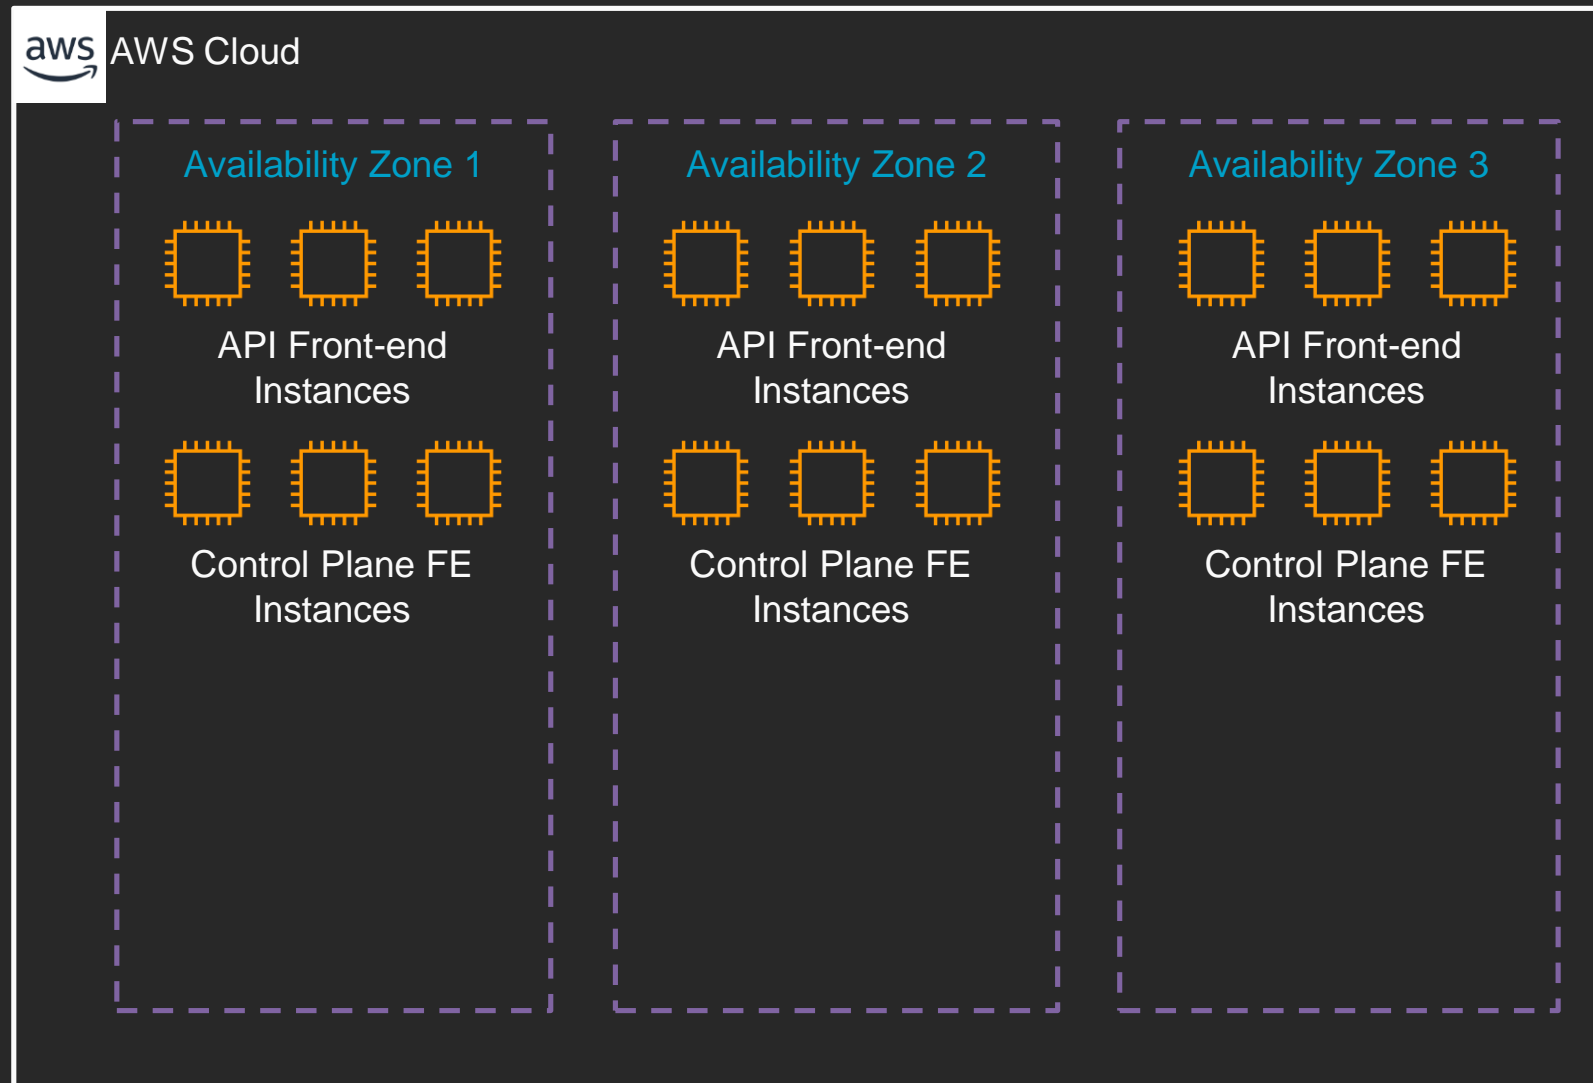 aws
AWS Cloud
Availability Zone 1
API Front-end
Instances
Control Plane FE
Instances
Availability Zone 2
API Front-end
Instances
Control Plane FE
Instances
Availability Zone 3
API Front-end
Instances
Control Plane FE
Instances